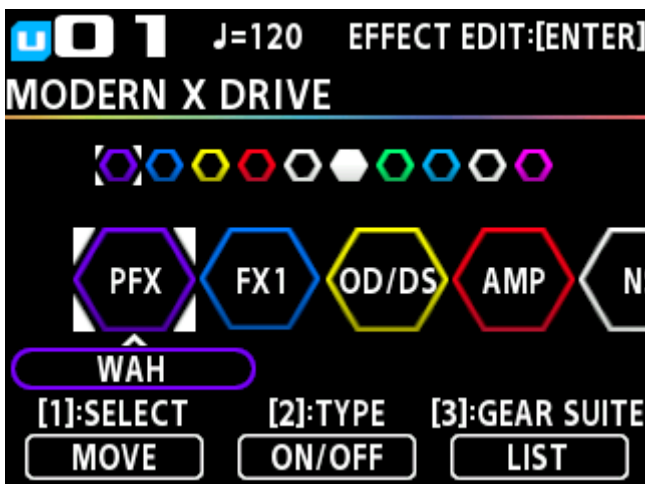 U01 ♩=120 EFFECT EDIT:[ENTER]
MODERN X DRIVE
PFX FX1 OD/DS AMP N
WAH
[1]:SELECT [2]:TYPE [3]:GEAR SUITE
MOVE ON/OFF LIST